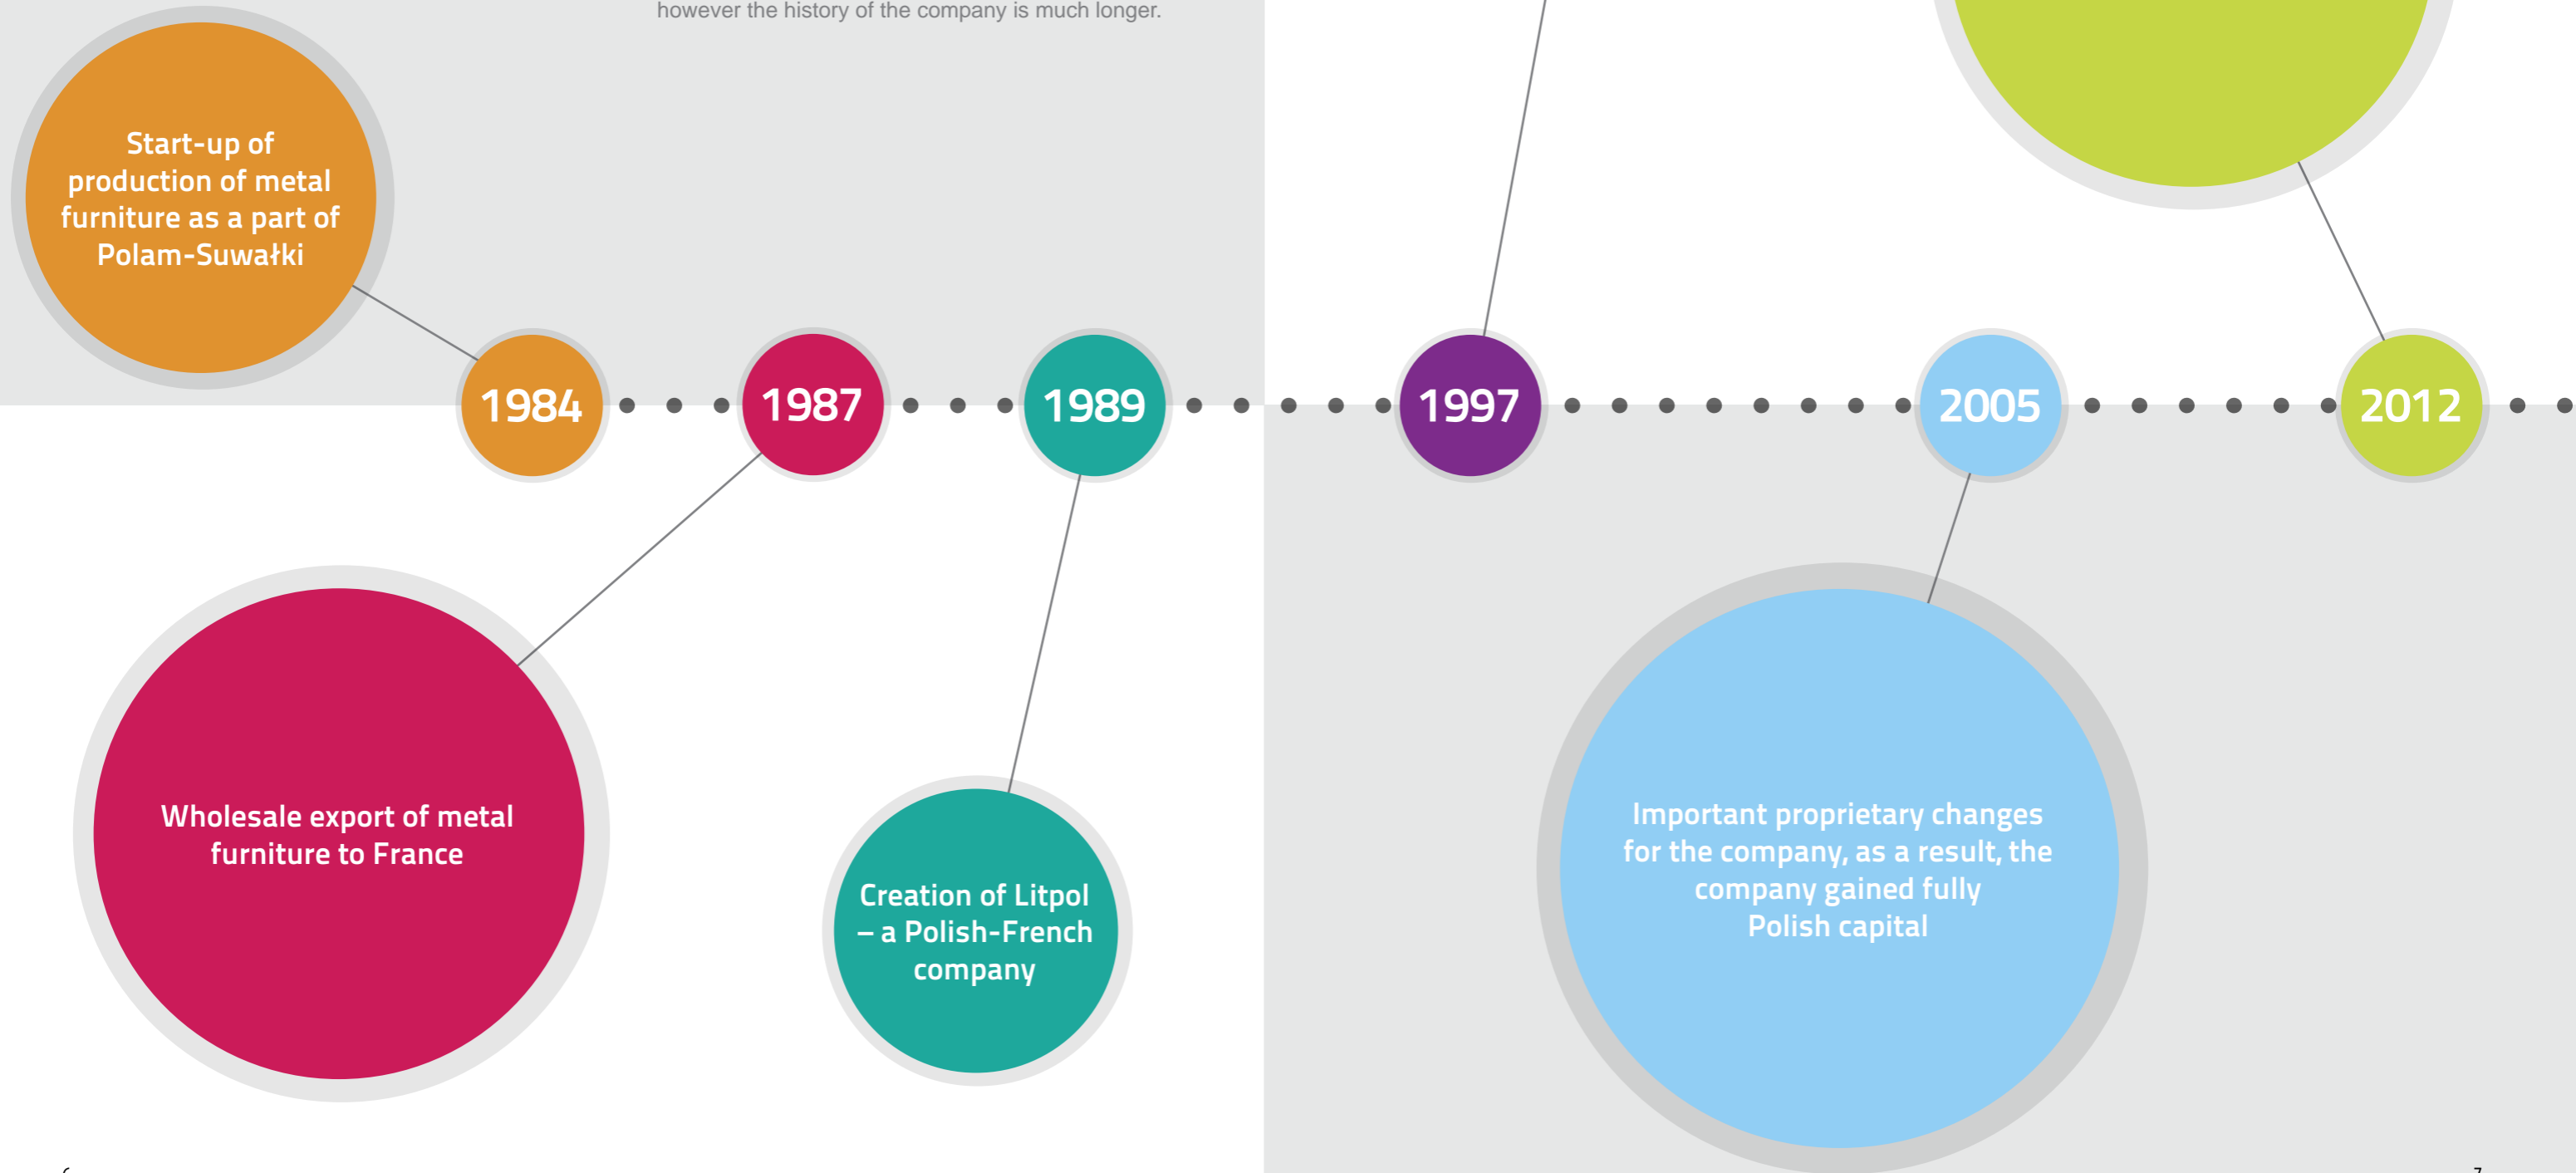 however the history of the company is much longer.
Start-up of
production of metal
furniture as a part of
Polam-Suwałki
1984
1987
1989
1997
2005
2012
Wholesale export of metal
furniture to France
Creation of Litpol
– a Polish-French
company
Important proprietary changes
for the company, as a result, the
company gained fully
Polish capital